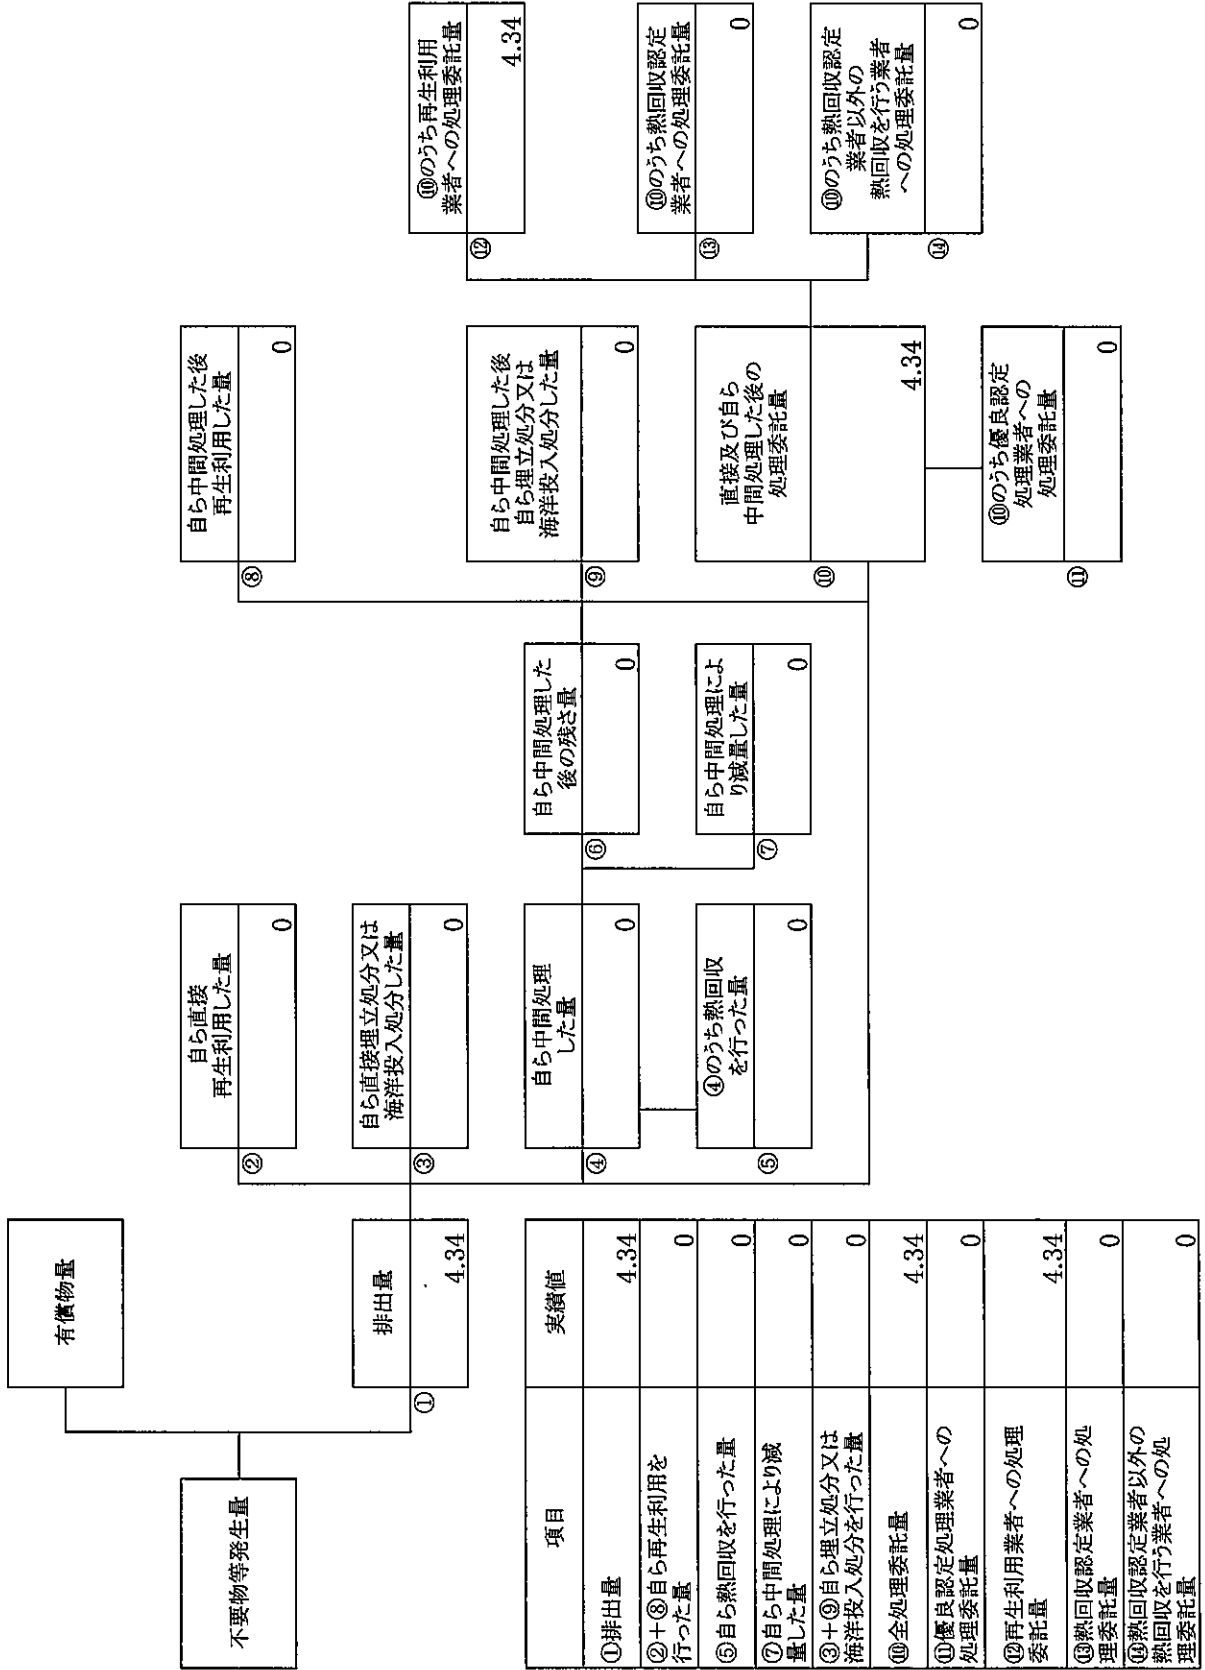 不要物等発生量
有償物量
①
排出量
4.34
②
自ら直接
再生利用した量
0
③
自ら直接埋立処分又は
海洋投入処分した量
0
④
自ら中間処理
した量
0
⑤
④のうち熱回収
を行った量
0
⑥
自ら中間処理した
後の残さ量
0
⑦
自ら中間処理によ
り減量した量
0
⑧
自ら中間処理した後
再生利用した量
0
⑨
自ら中間処理した後
自ら埋立処分又は
海洋投入処分した量
0
⑩
直接及び自ら
中間処理した後の
処理委託量
4.34
⑪
⑩のうち優良認定
処理業者への
処理委託量
0
⑫
⑩のうち再生利用
業者への処理委託量
4.34
⑬
⑩のうち熱回収認定
業者への処理委託量
0
⑭
⑩のうち熱回収認定
業者以外の
熱回収を行う業者
への処理委託量
0
項目 実績値
①排出量 4.34
②+⑧自ら再生利用を
行った量 0
⑤自ら熱回収を行った量 0
⑦自ら中間処理により減
量した量 0
③+⑨自ら埋立処分又は
海洋投入処分を行った量 0
⑩全処理委託量 4.34
⑪優良認定処理業者への
処理委託量 0
⑫再生利用業者への処理
委託量 4.34
⑬熱回収認定業者への処
理委託量 0
⑭熱回収認定業者以外の
熱回収を行う業者への処
理委託量 0